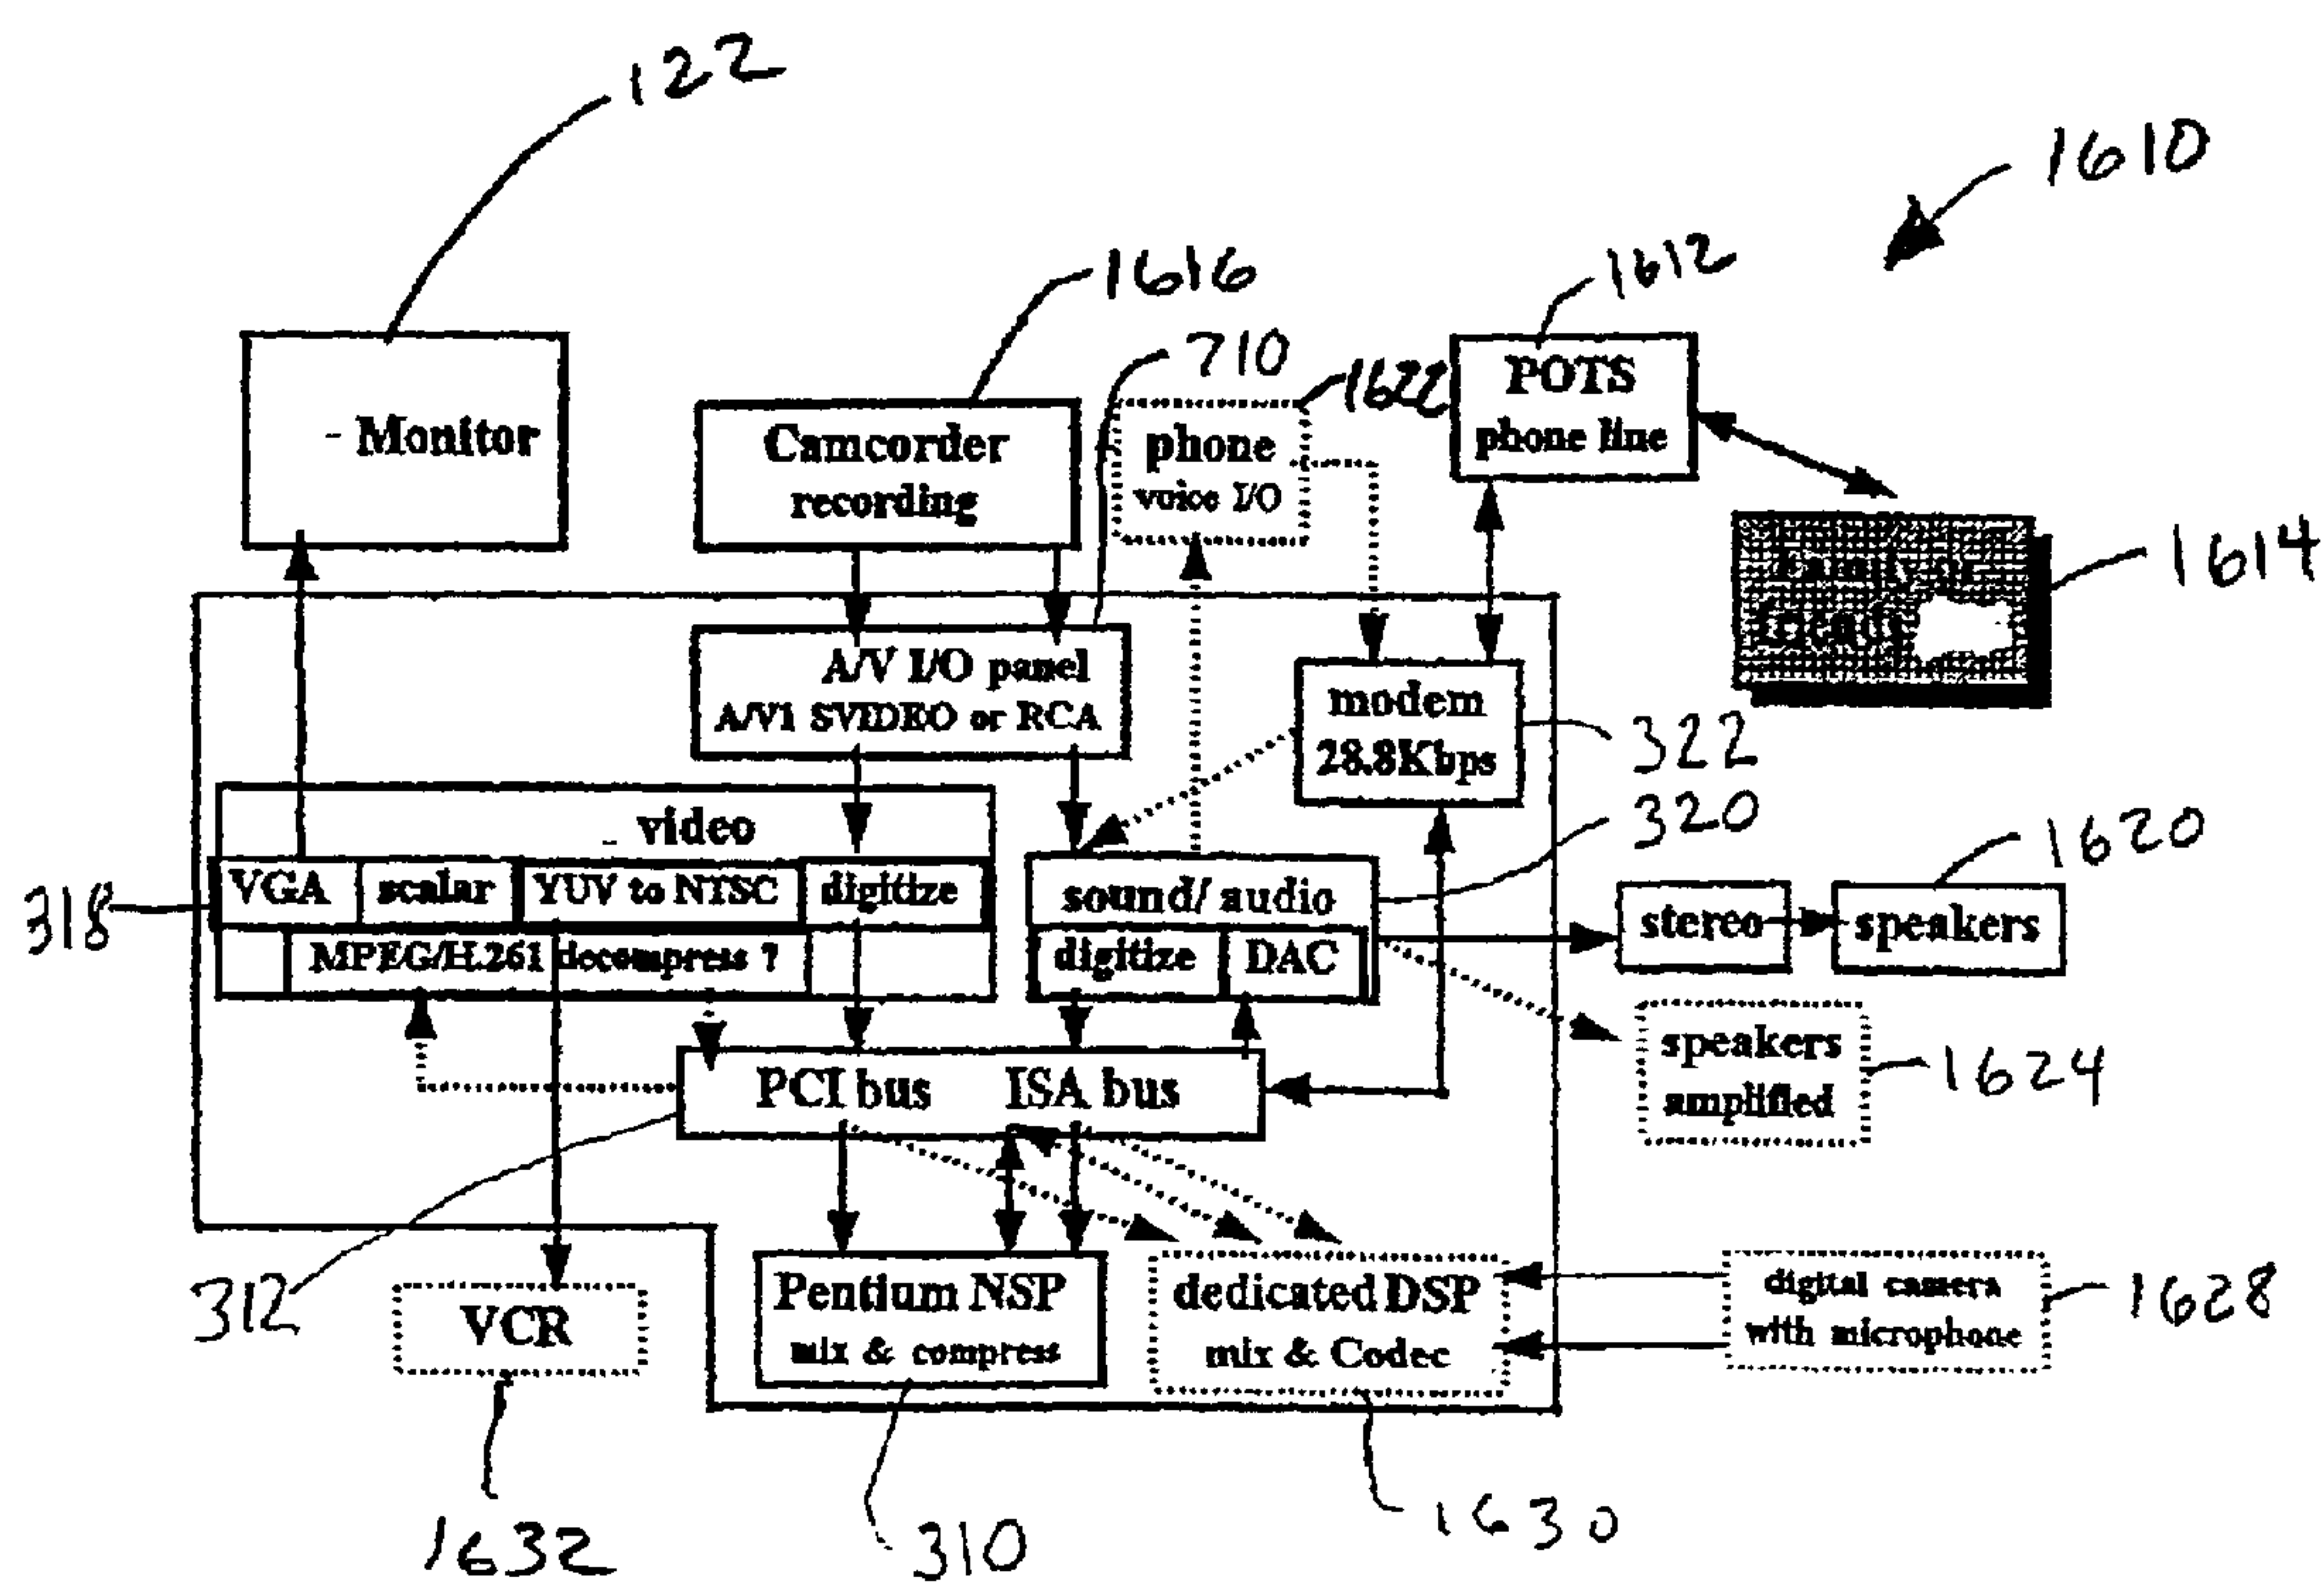 122
1610
1616
1612
710
1622
POTS
phone line
- Monitor
Camcorder
recording
phone
voice I/O
1614
A/V I/O panel
A/V1 SVIDEO or RCA
modem
28.8Kbps
322
320
video
1620
318
VGA
scalar
YUV to NTSC
digitize
sound/ audio
stereo
speakers
MPEG/H.261 decompress ?
digitize
DAC
speakers
amplified
1624
PCI bus
ISA bus
312
VCR
Pentium NSP
mix & compress
dedicated DSP
mix & Codec
digital camera
with microphone
1628
1632
310
1630